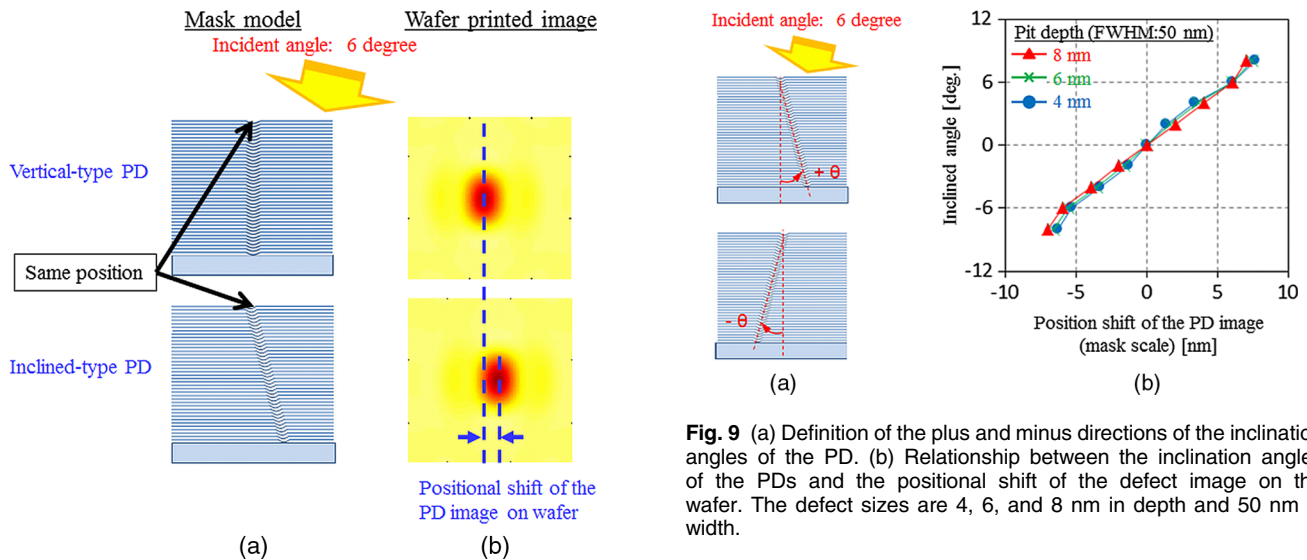 Mask model
Wafer printed image
Incident angle: 6 degree
Vertical-type PD
Same position
Inclined-type PD
Positional shift of the
PD image on wafer
(a)
(b)
Incident angle: 6 degree
+ θ
- θ
(a)
Inclined angle [deg.]
12
6
0
-6
-12
Pit depth (FWHM:50 nm)
8 nm
6 nm
4 nm
-10
-5
0
5
10
Position shift of the PD image
(mask scale) [nm]
(b)
Fig. 9 (a) Definition of the plus and minus directions of the inclinatio
angles of the PD. (b) Relationship between the inclination angle
of the PDs and the positional shift of the defect image on th
wafer. The defect sizes are 4, 6, and 8 nm in depth and 50 nm
width.